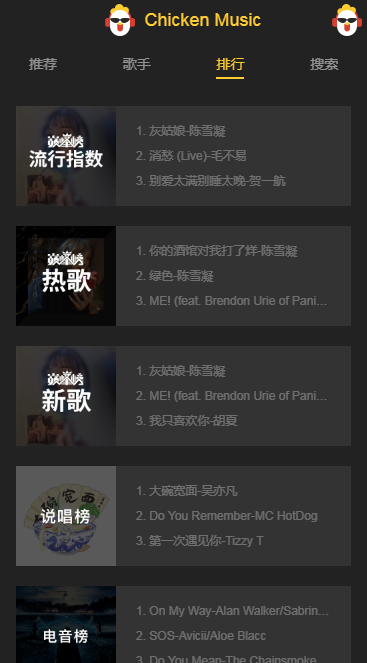 Chicken Music
推荐 歌手 排行 搜索
巅峰榜
流行指数
1. 灰姑娘-陈雪凝
2. 消愁 (Live)-毛不易
3. 别爱太满别睡太晚-贺一航
巅峰榜
热歌
1. 你的酒馆对我打了烊-陈雪凝
2. 绿色-陈雪凝
3. ME! (feat. Brendon Urie of Pani...
巅峰榜
新歌
1. 灰姑娘-陈雪凝
2. ME! (feat. Brendon Urie of Pani...
3. 我只喜欢你-胡夏
说唱榜
1. 大碗宽面-吴亦凡
2. Do You Remember-MC HotDog
3. 第一次遇见你-Tizzy T
电音榜
1. On My Way-Alan Walker/Sabrin...
2. SOS-Avicii/Aloe Blacc
3. Do You Mean-The Chainsmoke...